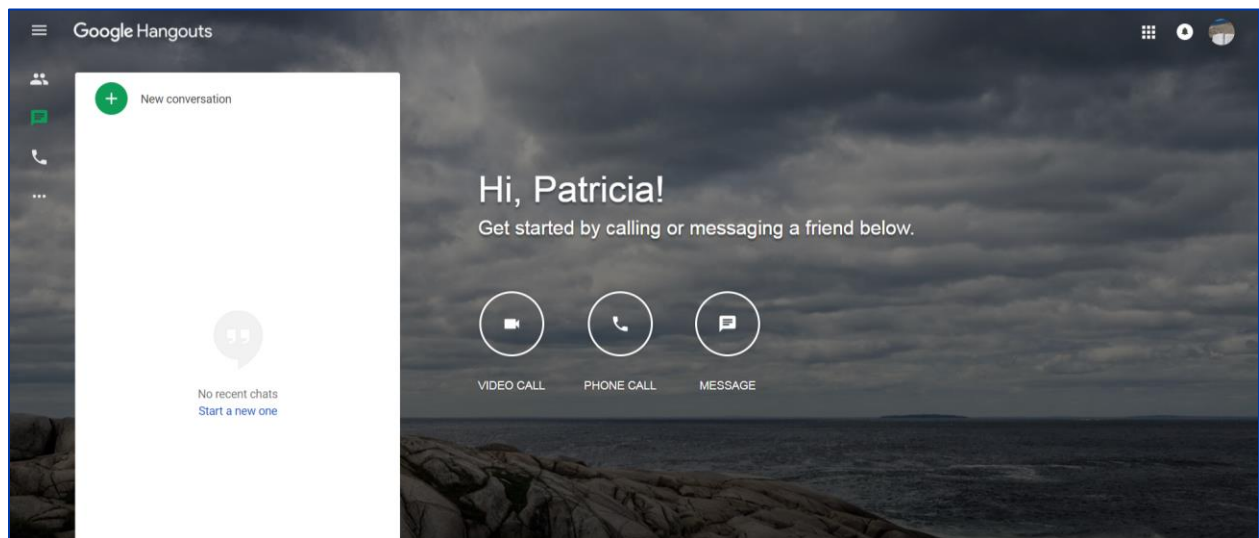 Google Hangouts
New conversation
No recent chats
Start a new one
Hi, Patricia!
Get started by calling or messaging a friend below.
VIDEO CALL PHONE CALL MESSAGE